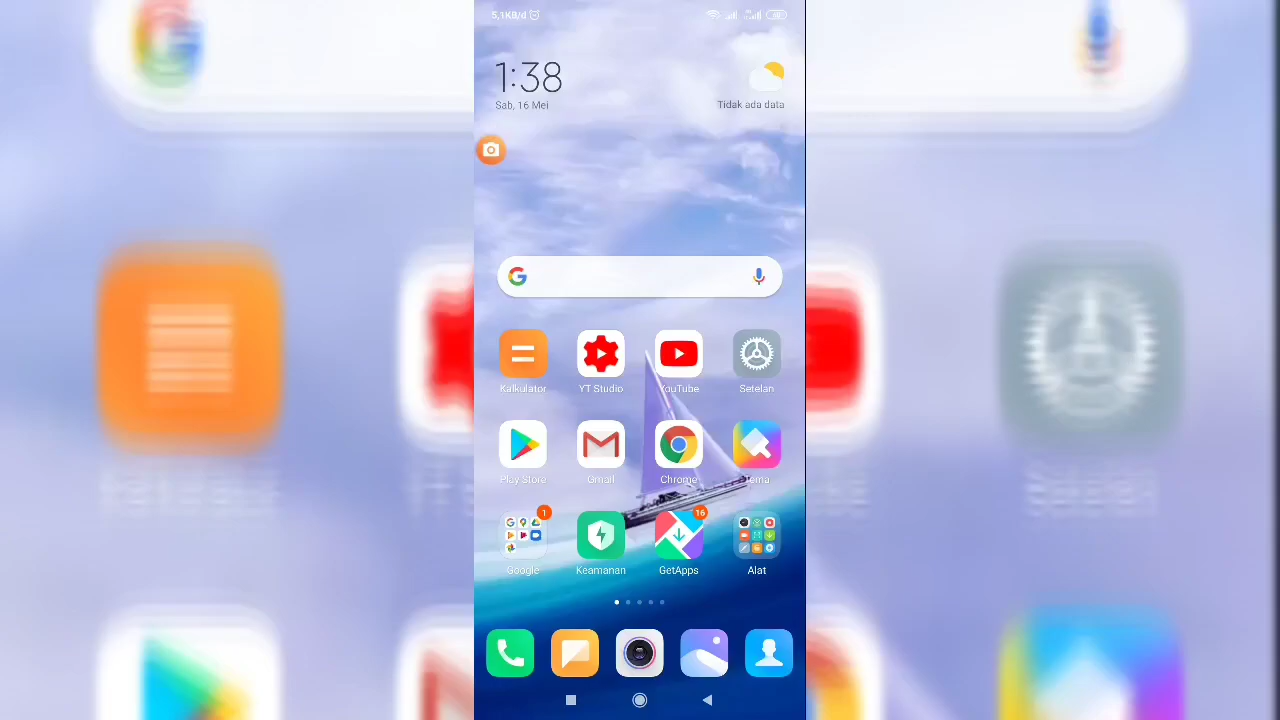 5,1KB/d
1:38
Sab, 16 Mei
Tidak ada data
Kalkulator
YT Studio
YouTube
Setelan
Play Store
Gmail
Chrome
Tema
1
16
Google
Keamanan
GetApps
Alat